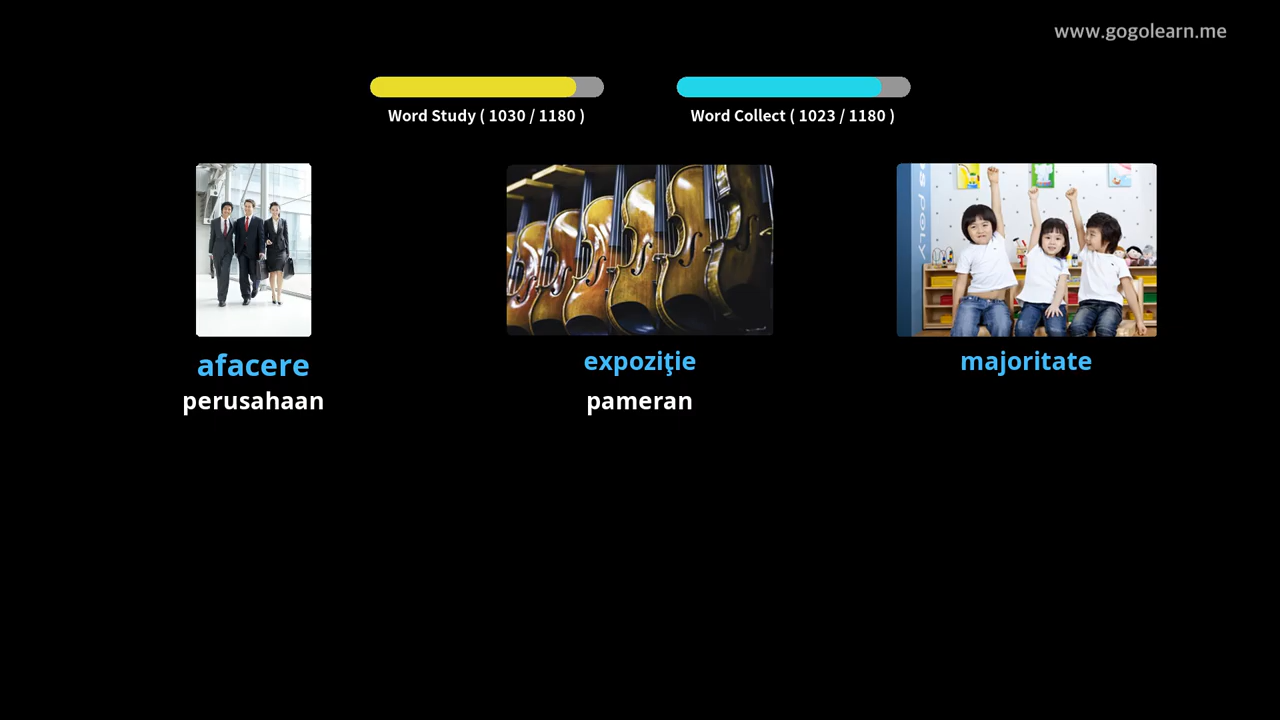 www.gogolearn.me
Word Study ( 1030 / 1180 )
Word Collect ( 1023 / 1180 )
afacere
expoziţie
majoritate
perusahaan
pameran